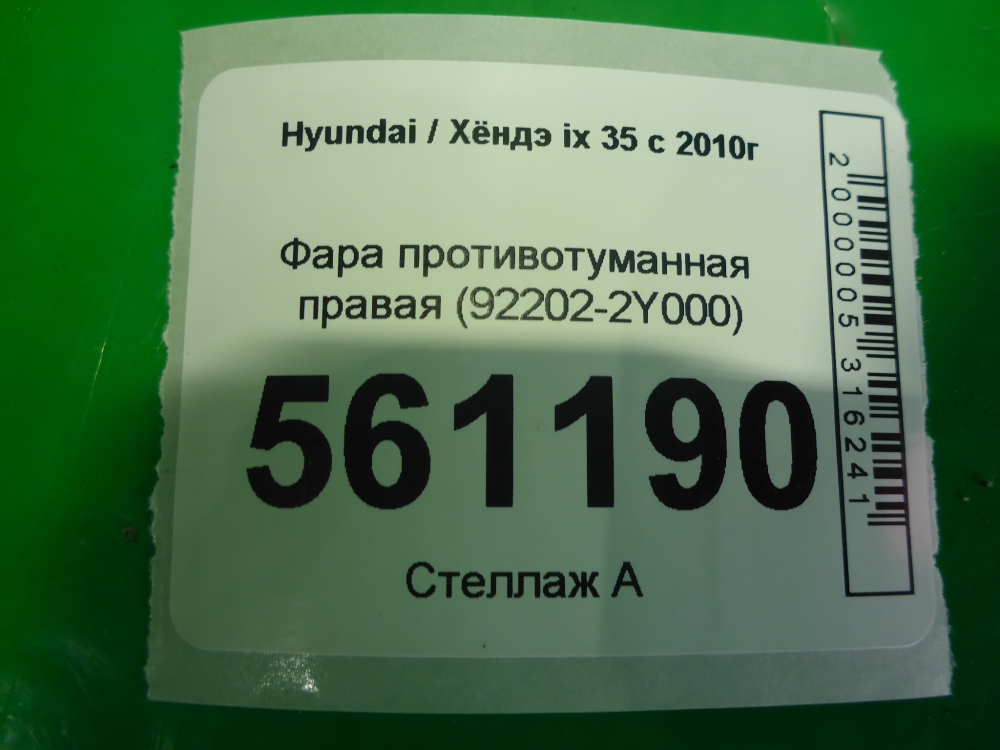 Hyundai / Хёндэ ix 35 с 2010г
Фара противотуманная
правая (92202-2Y000)
561190
Стеллаж А
2000005316241